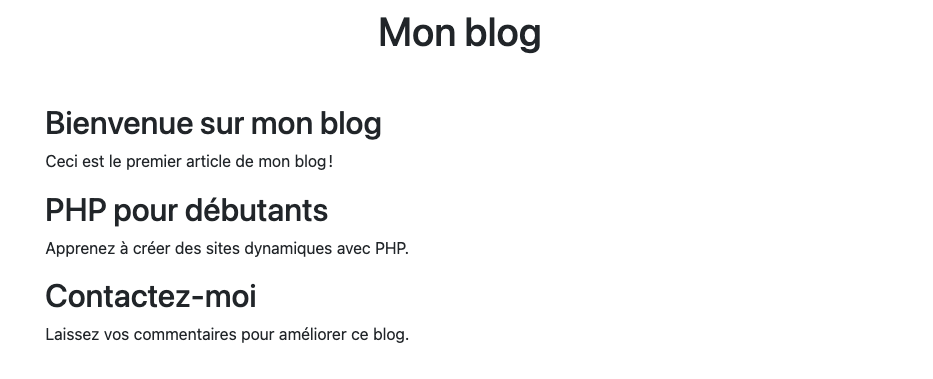 Mon blog
Bienvenue sur mon blog
Ceci est le premier article de mon blog !
PHP pour débutants
Apprenez à créer des sites dynamiques avec PHP.
Contactez-moi
Laissez vos commentaires pour améliorer ce blog.